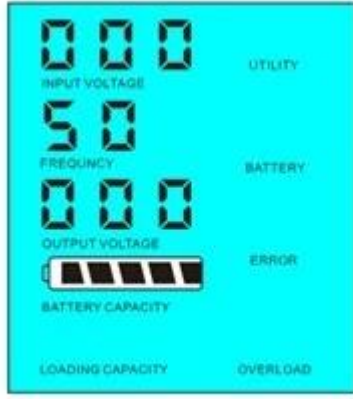 000
INPUT VOLTAGE
UTILITY
50
FREQUNCY
BATTERY
000
OUTPUT VOLTAGE
ERROR
BATTERY CAPACITY
LOADING CAPACITY
OVERLOAD